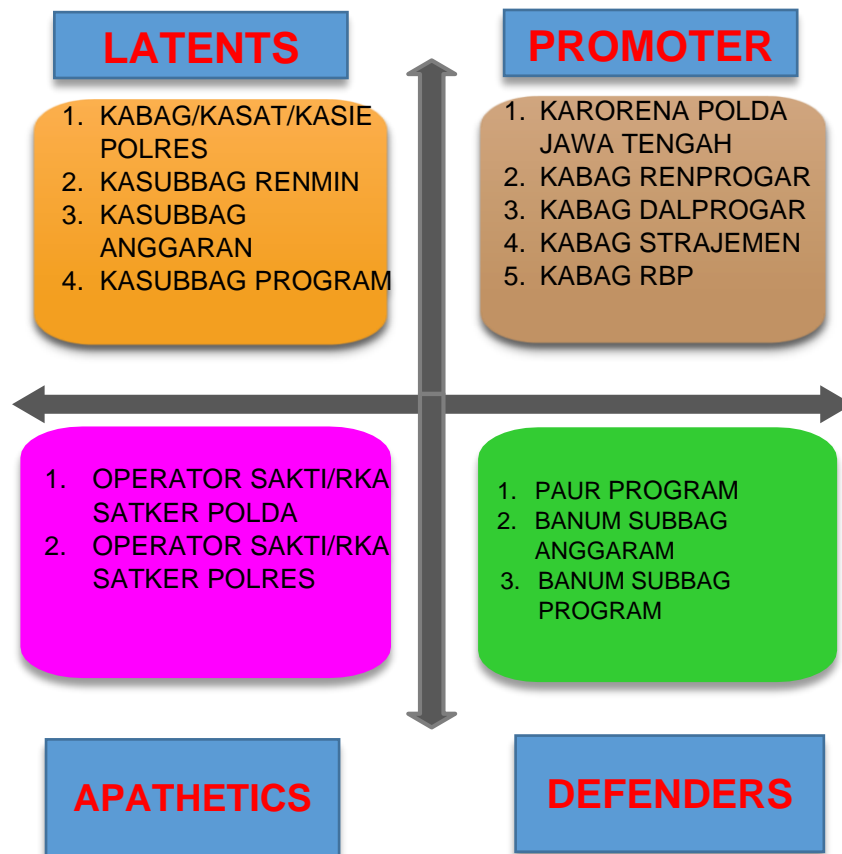 LATENTS
1. KABAG/KASAT/KASIE
POLRES
2. KASUBBAG RENMIN
3. KASUBBAG
ANGGARAN
4. KASUBBAG PROGRAM
PROMOTER
1. KARORENA POLDA
JAWA TENGAH
2. KABAG RENPROGAR
3. KABAG DALPROGAR
4. KABAG STRAJEMEN
5. KABAG RBP
1. OPERATOR SAKTI/RKA
SATKER POLDA
2. OPERATOR SAKTI/RKA
SATKER POLRES
APATHETICS
1. PAUR PROGRAM
2. BANUM SUBBAG
ANGGARAM
3. BANUM SUBBAG
PROGRAM
DEFENDERS